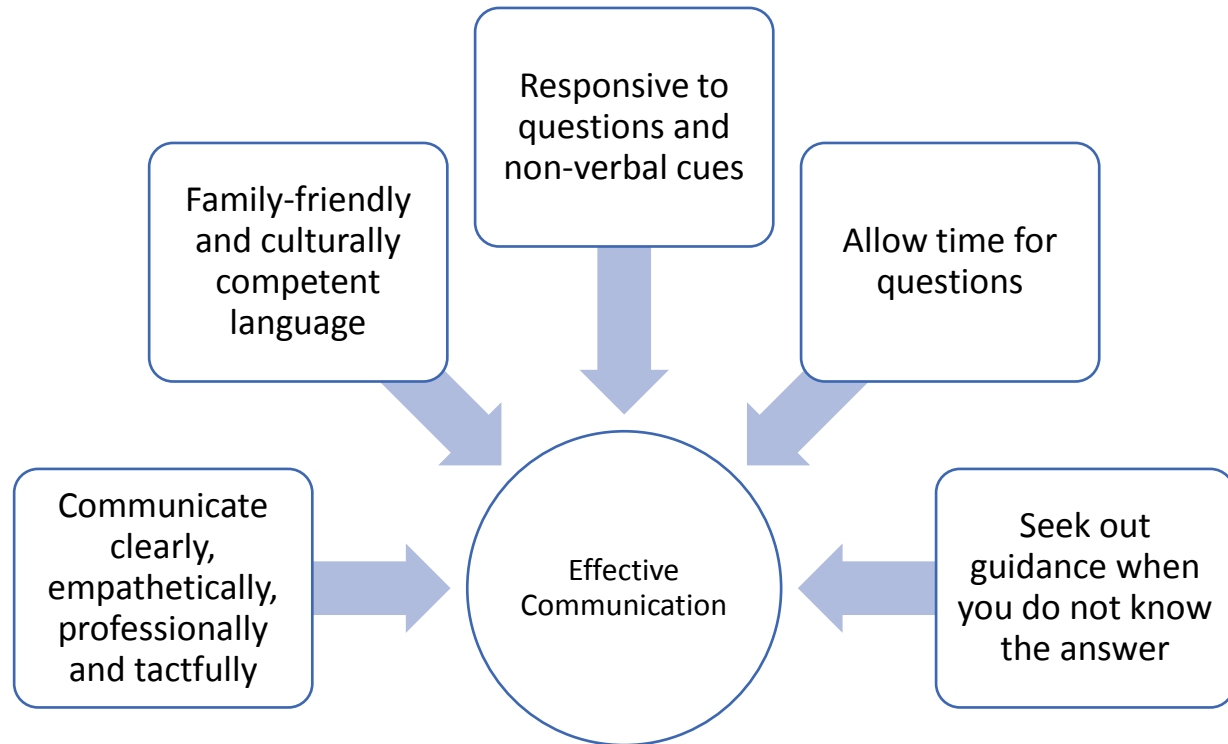 Responsive to
questions and
non-verbal cues
Family-friendly
and culturally
competent
language
Allow time for
questions
Communicate
clearly,
empathetically,
professionally
and tactfully
Effective
Communication
Seek out
guidance when
you do not know
the answer